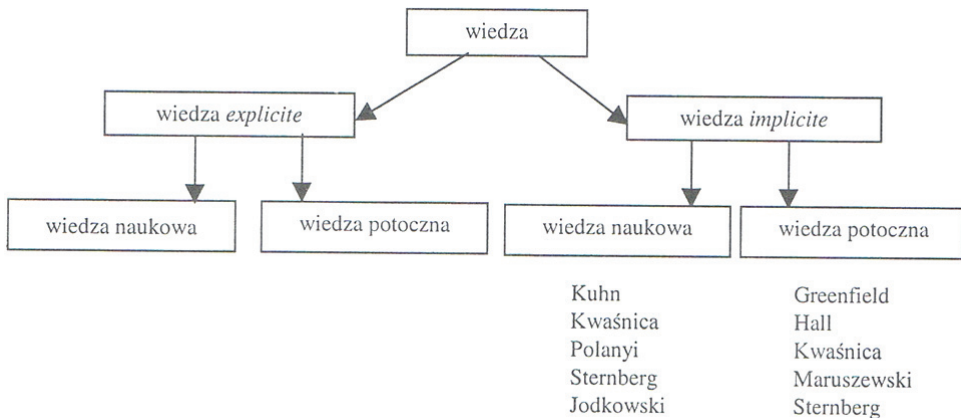 wiedza
wiedza explicite
wiedza implicite
wiedza naukowa
wiedza potoczna
wiedza naukowa
wiedza potoczna
Kuhn
Kwaśnica
Polanyi
Sternberg
Jodkowski
Greenfield
Hall
Kwaśnica
Maruszewski
Sternberg